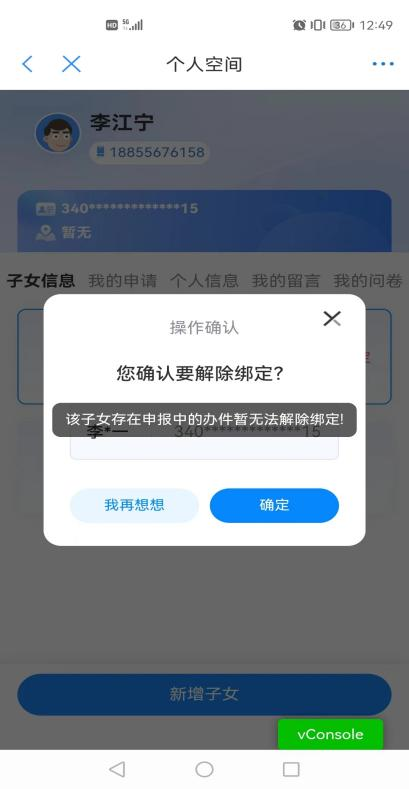 HD 5G 36 12:49
个人空间
李江宁
18855676158
340*************15
暂无
子女信息 我的申请 个人信息 我的留言 我的问卷
操作确认
您确认要解除绑定?
该子女存在申报中的办件暂无法解除绑定!
李*一 340*************15
我再想想 确定
新增子女
vConsole